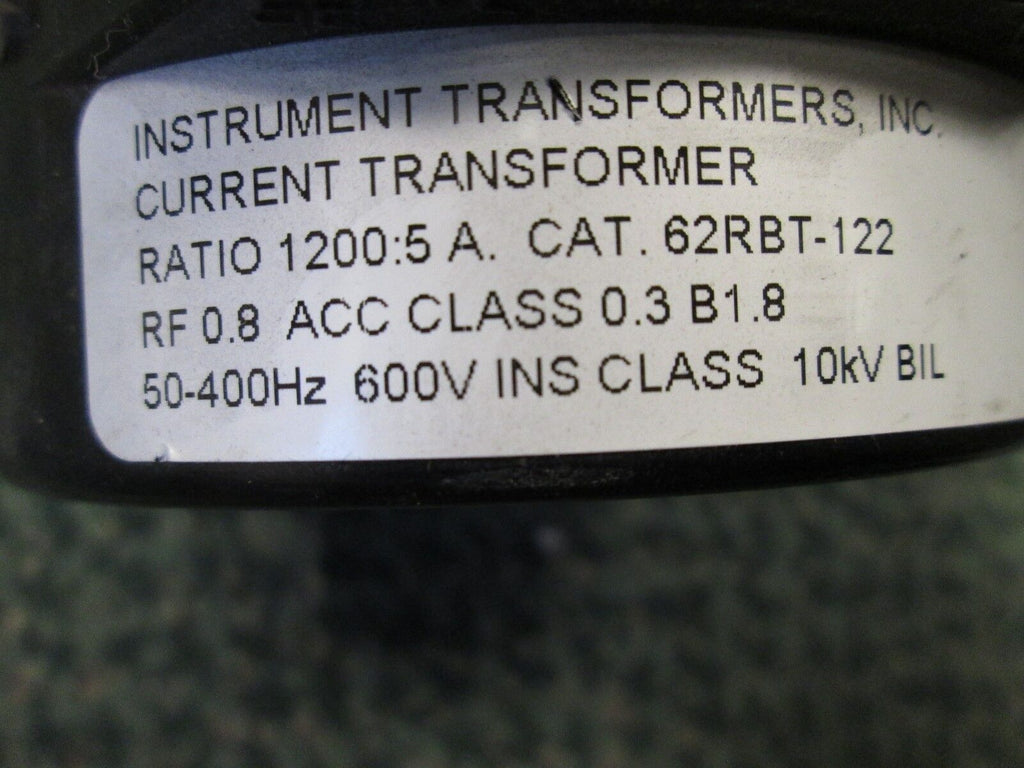 INSTRUMENT TRANSFORMERS, INC.
CURRENT TRANSFORMER
RATIO 1200:5 A. CAT. 62RBT-122
RF 0.8 ACC CLASS 0.3 B1.8
50-400Hz 600V INS CLASS 10kV BIL